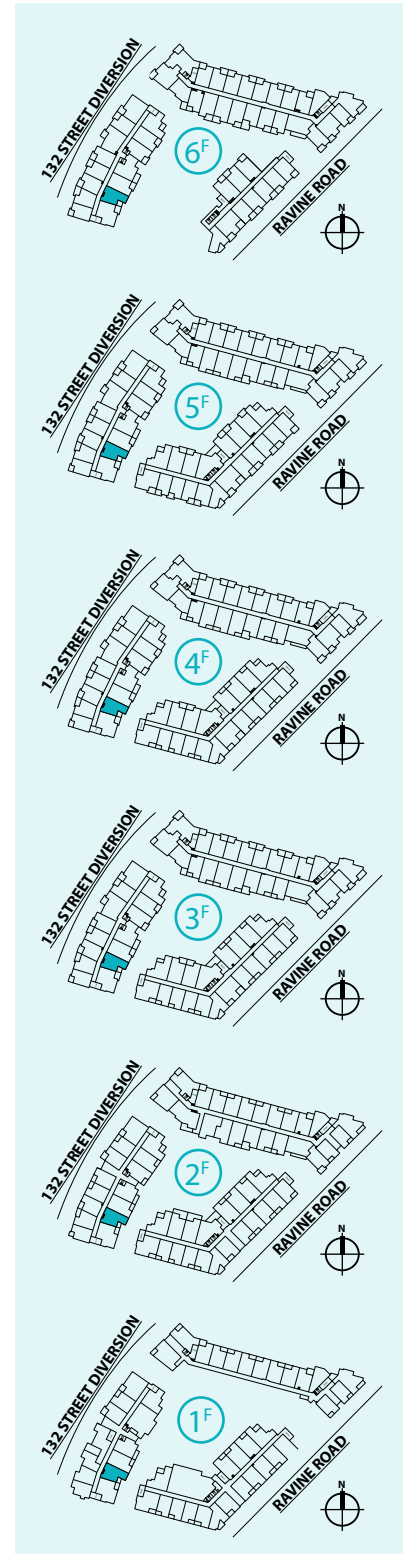 132 STREET DIVERSION
6F
RAVINE ROAD
N
132 STREET DIVERSION
5F
RAVINE ROAD
N
132 STREET DIVERSION
4F
RAVINE ROAD
N
132 STREET DIVERSION
3F
RAVINE ROAD
N
132 STREET DIVERSION
2F
RAVINE ROAD
N
132 STREET DIVERSION
1F
RAVINE ROAD
N